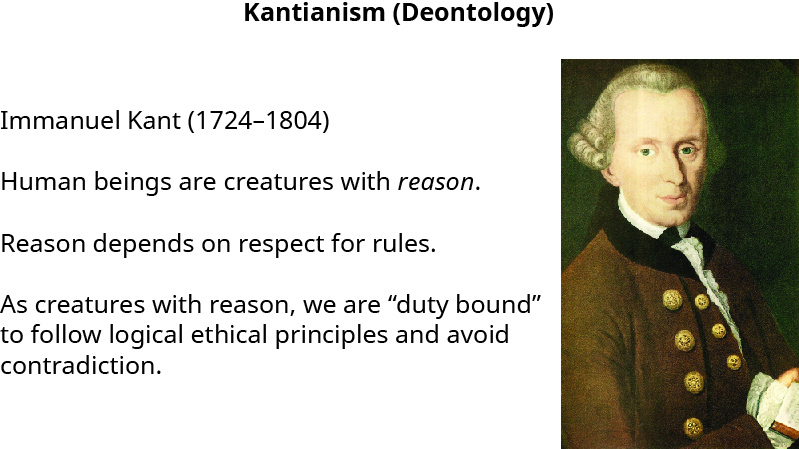 Kantianism (Deontology)
Immanuel Kant (1724–1804)
Human beings are creatures with reason.
Reason depends on respect for rules.
As creatures with reason, we are “duty bound”
to follow logical ethical principles and avoid
contradiction.